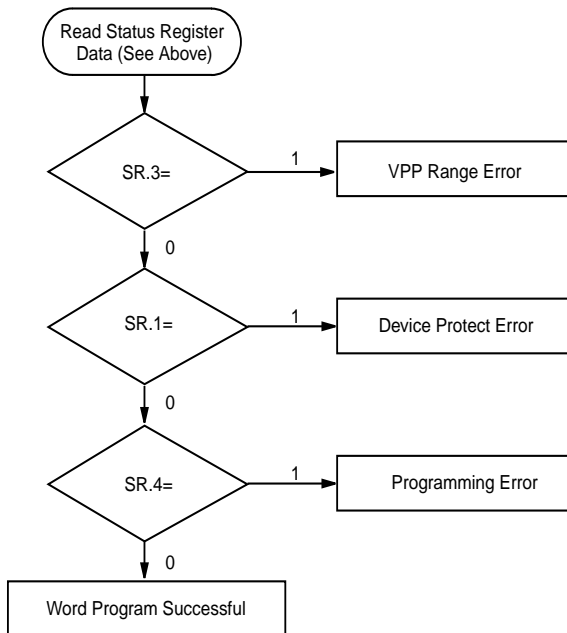 Read Status Register
Data (See Above)
SR.3=
1
VPP Range Error
0
SR.1=
1
Device Protect Error
0
SR.4=
1
Programming Error
0
Word Program Successful